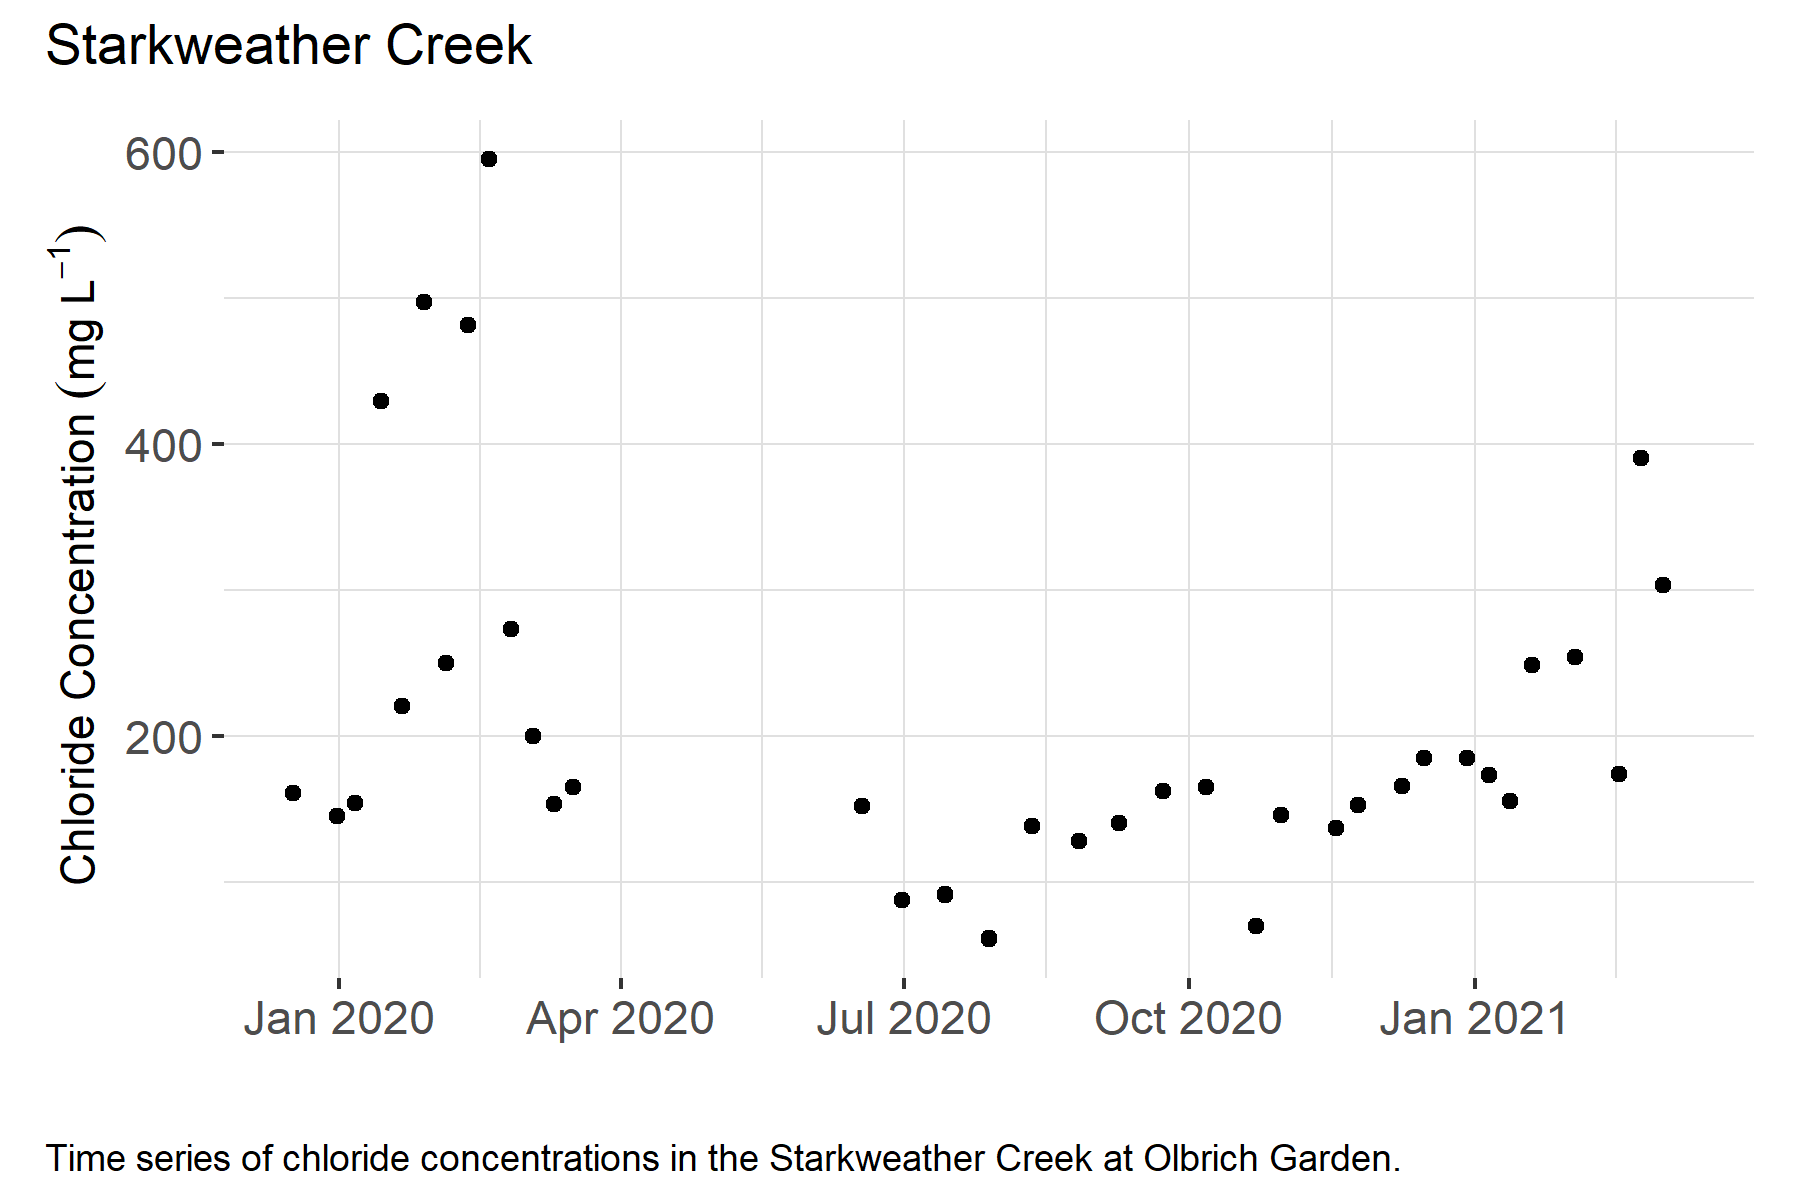 Starkweather Creek
600
400
200
Chloride Concentration (mg L⁻¹)
Jan 2020 Apr 2020 Jul 2020 Oct 2020 Jan 2021
Time series of chloride concentrations in the Starkweather Creek at Olbrich Garden.